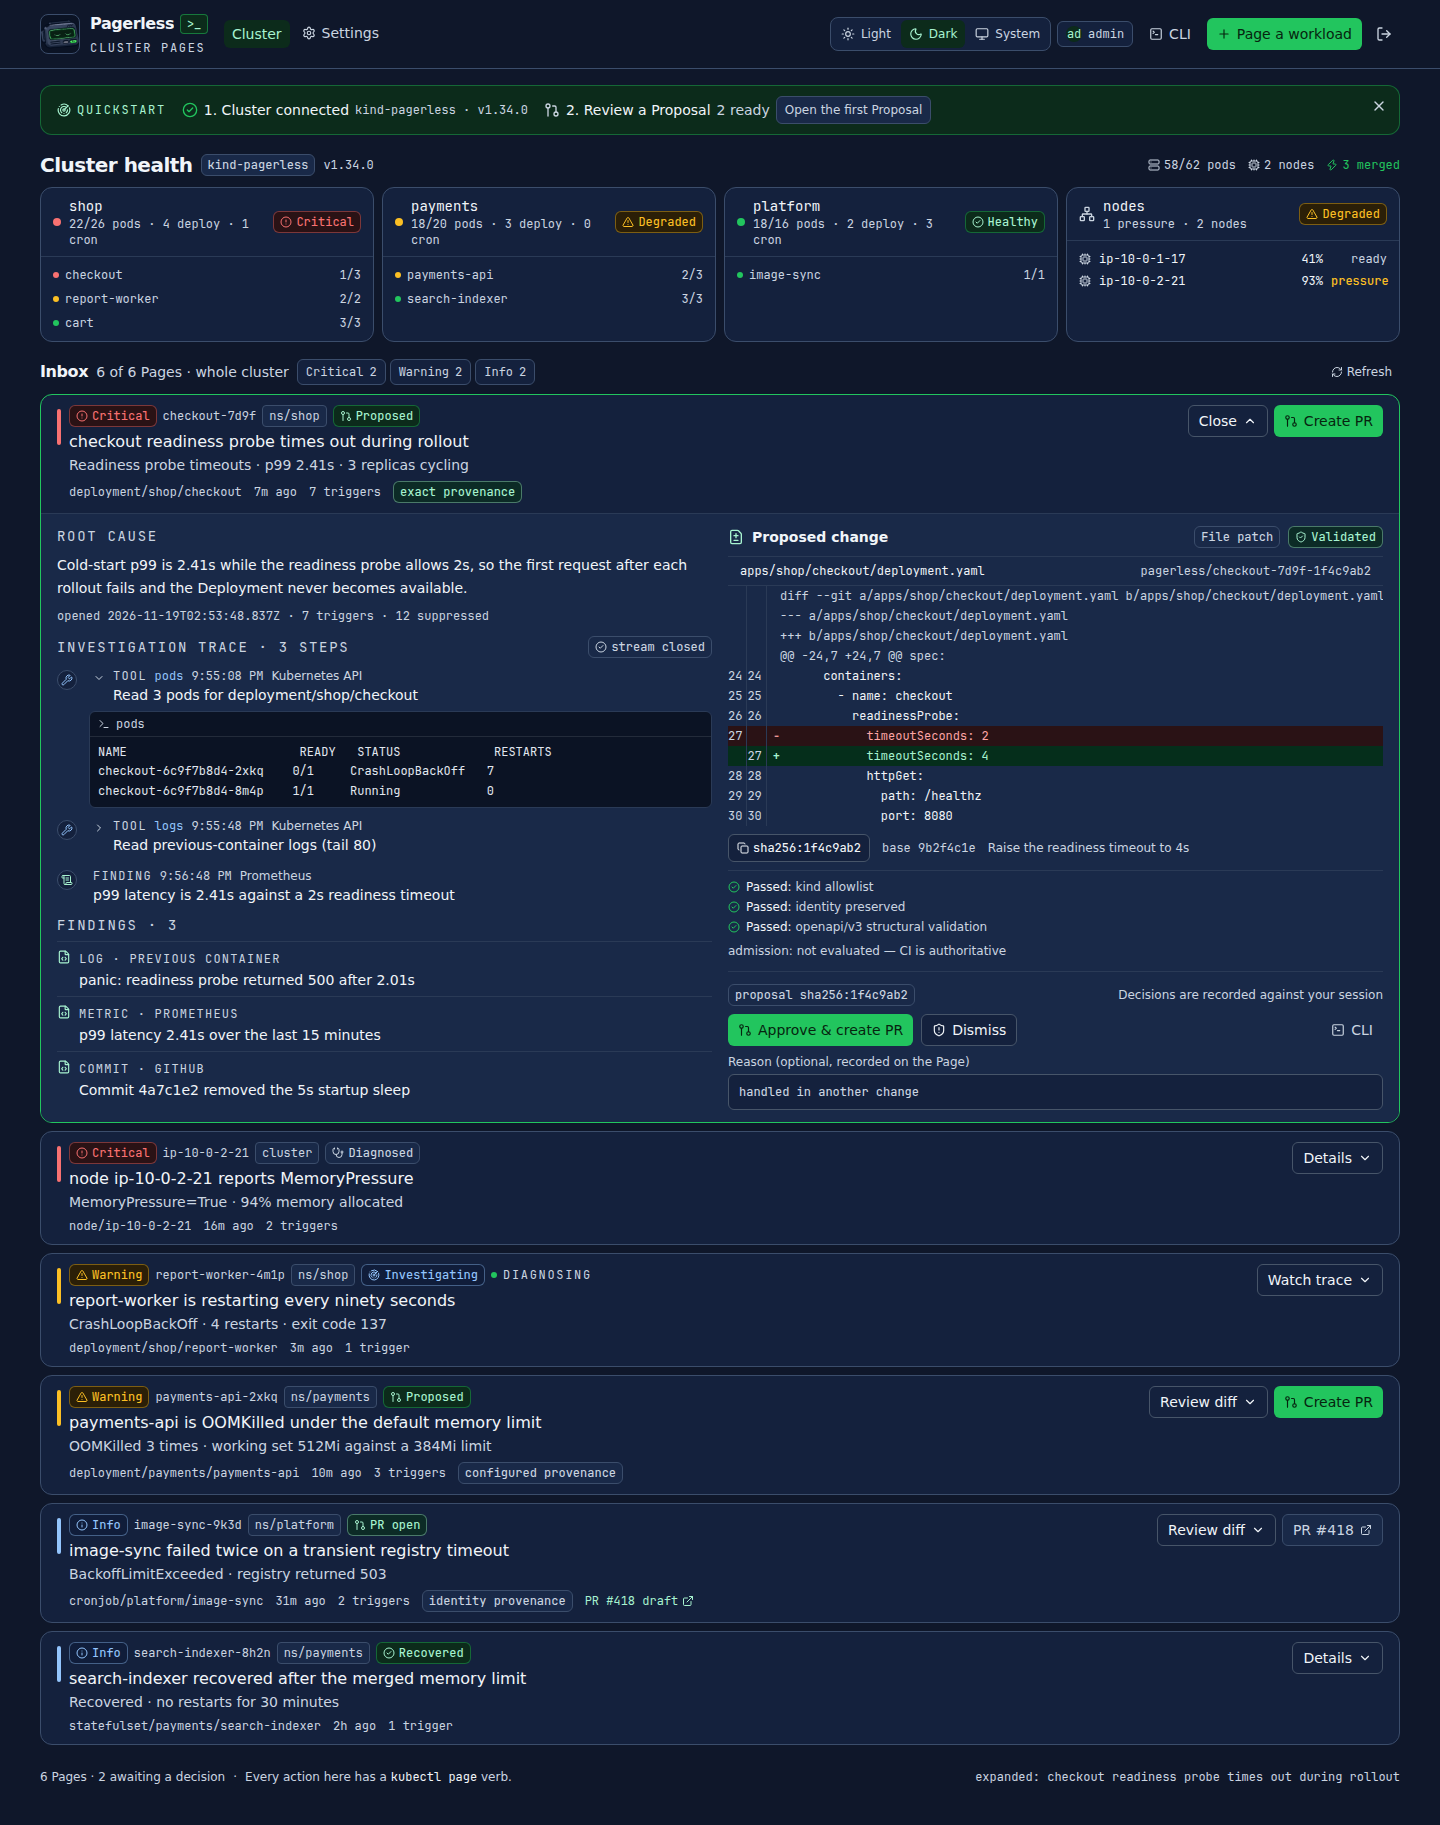 Pagerless >_
CLUSTER PAGES
Cluster
Settings
Light
Dark
System
ad admin
CLI
+ Page a workload
QUICKSTART
1. Cluster connected kind-pagerless · v1.34.0
2. Review a Proposal 2 ready
Open the first Proposal
Cluster health kind-pagerless v1.34.0
58/62 pods 2 nodes 3 merged
shop
22/26 pods · 4 deploy · 1
cron
Critical
checkout 1/3
report-worker 2/2
cart 3/3
payments
18/20 pods · 3 deploy · 0
cron
Degraded
payments-api 2/3
search-indexer 3/3
platform
18/16 pods · 2 deploy · 3
cron
Healthy
image-sync 1/1
nodes
1 pressure · 2 nodes
Degraded
ip-10-0-1-17 41% ready
ip-10-0-2-21 93% pressure
Inbox 6 of 6 Pages · whole cluster Critical 2 Warning 2 Info 2
Refresh
Critical checkout-7d9f ns/shop Proposed
checkout readiness probe times out during rollout
Readiness probe timeouts · p99 2.41s · 3 replicas cycling
deployment/shop/checkout 7m ago 7 triggers exact provenance
Close
Create PR
ROOT CAUSE
Cold-start p99 is 2.41s while the readiness probe allows 2s, so the first request after each
rollout fails and the Deployment never becomes available.
opened 2026-11-19T02:53:48.837Z · 7 triggers · 12 suppressed
INVESTIGATION TRACE · 3 STEPS
stream closed
TOOL pods 9:55:08 PM Kubernetes API
Read 3 pods for deployment/shop/checkout
>_ pods
NAME READY STATUS RESTARTS
checkout-6c9f7b8d4-2xkq 0/1 CrashLoopBackOff 7
checkout-6c9f7b8d4-8m4p 1/1 Running 0
TOOL logs 9:55:48 PM Kubernetes API
Read previous-container logs (tail 80)
FINDING 9:56:48 PM Prometheus
p99 latency is 2.41s against a 2s readiness timeout
FINDINGS · 3
LOG · PREVIOUS CONTAINER
panic: readiness probe returned 500 after 2.01s
METRIC · PROMETHEUS
p99 latency 2.41s over the last 15 minutes
COMMIT · GITHUB
Commit 4a7c1e2 removed the 5s startup sleep
Proposed change
File patch
Validated
apps/shop/checkout/deployment.yaml
pagerless/checkout-7d9f-1f4c9ab2
diff --git a/apps/shop/checkout/deployment.yaml b/apps/shop/checkout/deployment.yaml
--- a/apps/shop/checkout/deployment.yaml
+++ b/apps/shop/checkout/deployment.yaml
@@ -24,7 +24,7 @@ spec:
24 24 containers:
25 25 - name: checkout
26 26 readinessProbe:
27 - timeoutSeconds: 2
27 + timeoutSeconds: 4
28 28 httpGet:
29 29 path: /healthz
30 30 port: 8080
sha256:1f4c9ab2 base 9b2f4c1e Raise the readiness timeout to 4s
Passed: kind allowlist
Passed: identity preserved
Passed: openapi/v3 structural validation
admission: not evaluated — CI is authoritative
proposal sha256:1f4c9ab2
Decisions are recorded against your session
Approve & create PR
Dismiss
CLI
Reason (optional, recorded on the Page)
handled in another change
Critical ip-10-0-2-21 cluster Diagnosed
node ip-10-0-2-21 reports MemoryPressure
MemoryPressure=True · 94% memory allocated
node/ip-10-0-2-21 16m ago 2 triggers
Details
Warning report-worker-4m1p ns/shop Investigating DIAGNOSING
report-worker is restarting every ninety seconds
CrashLoopBackOff · 4 restarts · exit code 137
deployment/shop/report-worker 3m ago 1 trigger
Watch trace
Warning payments-api-2xkq ns/payments Proposed
payments-api is OOMKilled under the default memory limit
OOMKilled 3 times · working set 512Mi against a 384Mi limit
deployment/payments/payments-api 10m ago 3 triggers configured provenance
Review diff
Create PR
Info image-sync-9k3d ns/platform PR open
image-sync failed twice on a transient registry timeout
BackoffLimitExceeded · registry returned 503
cronjob/platform/image-sync 31m ago 2 triggers identity provenance PR #418 draft
Review diff
PR #418
Info search-indexer-8h2n ns/payments Recovered
search-indexer recovered after the merged memory limit
Recovered · no restarts for 30 minutes
statefulset/payments/search-indexer 2h ago 1 trigger
Details
6 Pages · 2 awaiting a decision · Every action here has a kubectl page verb.
expanded: checkout readiness probe times out during rollout